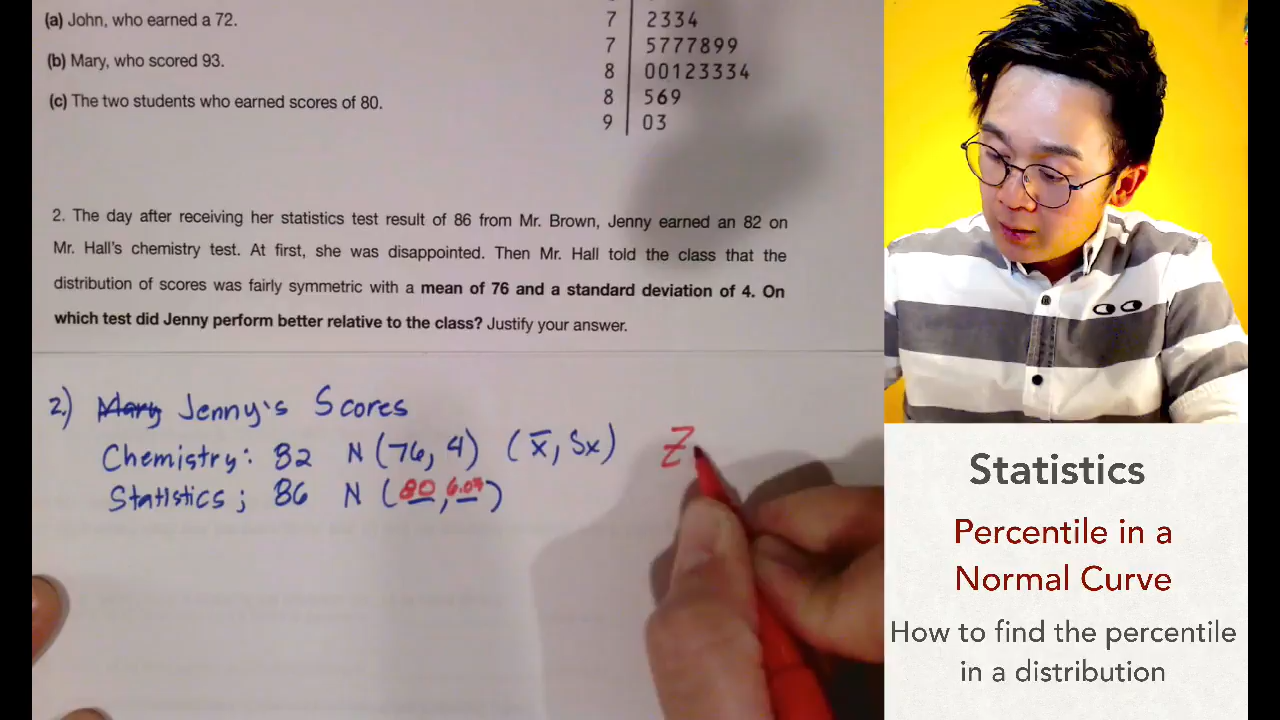 (a) John, who earned a 72.
(b) Mary, who scored 93.
(c) The two students who earned scores of 80.
7 | 2334
7 | 5777899
8 | 00123334
8 | 569
9 | 03
2. The day after receiving her statistics test result of 86 from Mr. Brown, Jenny earned an 82 on
Mr. Hall's chemistry test. At first, she was disappointed. Then Mr. Hall told the class that the
distribution of scores was fairly symmetric with a mean of 76 and a standard deviation of 4. On
which test did Jenny perform better relative to the class? Justify your answer.
2.) Mary Jenny's Scores
Chemistry: 82 N (76, 4) (x̄, Sx) Z
Statistics; 86 N (80, 6.07)
Statistics
Percentile in a
Normal Curve
How to find the percentile
in a distribution